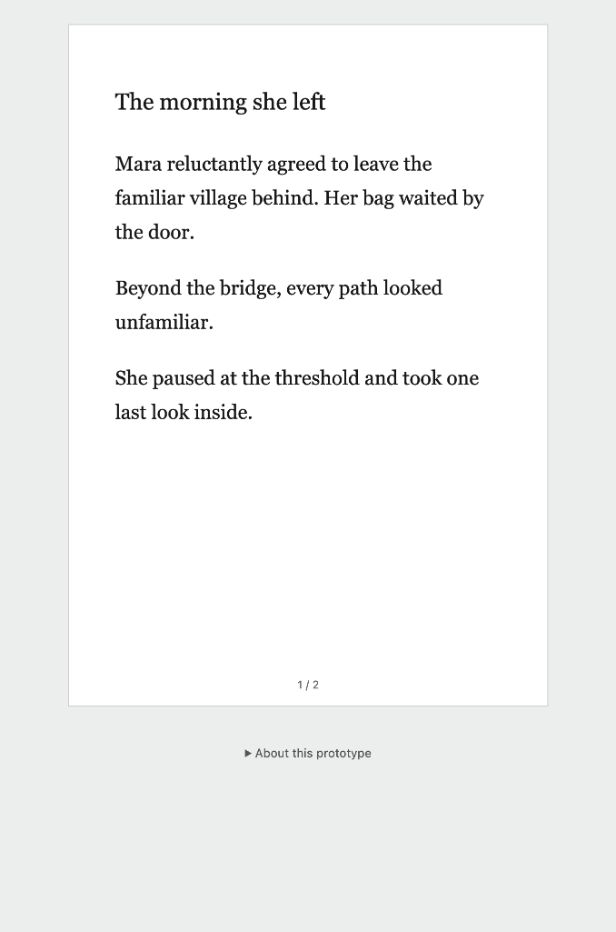 The morning she left
Mara reluctantly agreed to leave the
familiar village behind. Her bag waited by
the door.
Beyond the bridge, every path looked
unfamiliar.
She paused at the threshold and took one
last look inside.
1 / 2
▸ About this prototype